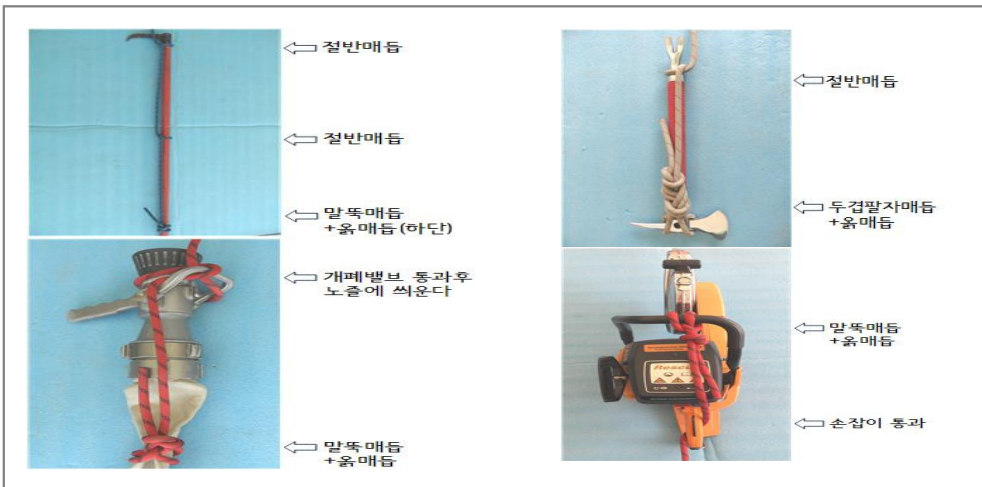 절반매듭
절반매듭
말뚝매듭
+옭매듭(하단)
개폐밸브 통과후
노즐에 씌운다
말뚝매듭
+옭매듭
절반매듭
두겹팔자매듭
+옭매듭
말뚝매듭
+옭매듭
손잡이 통과